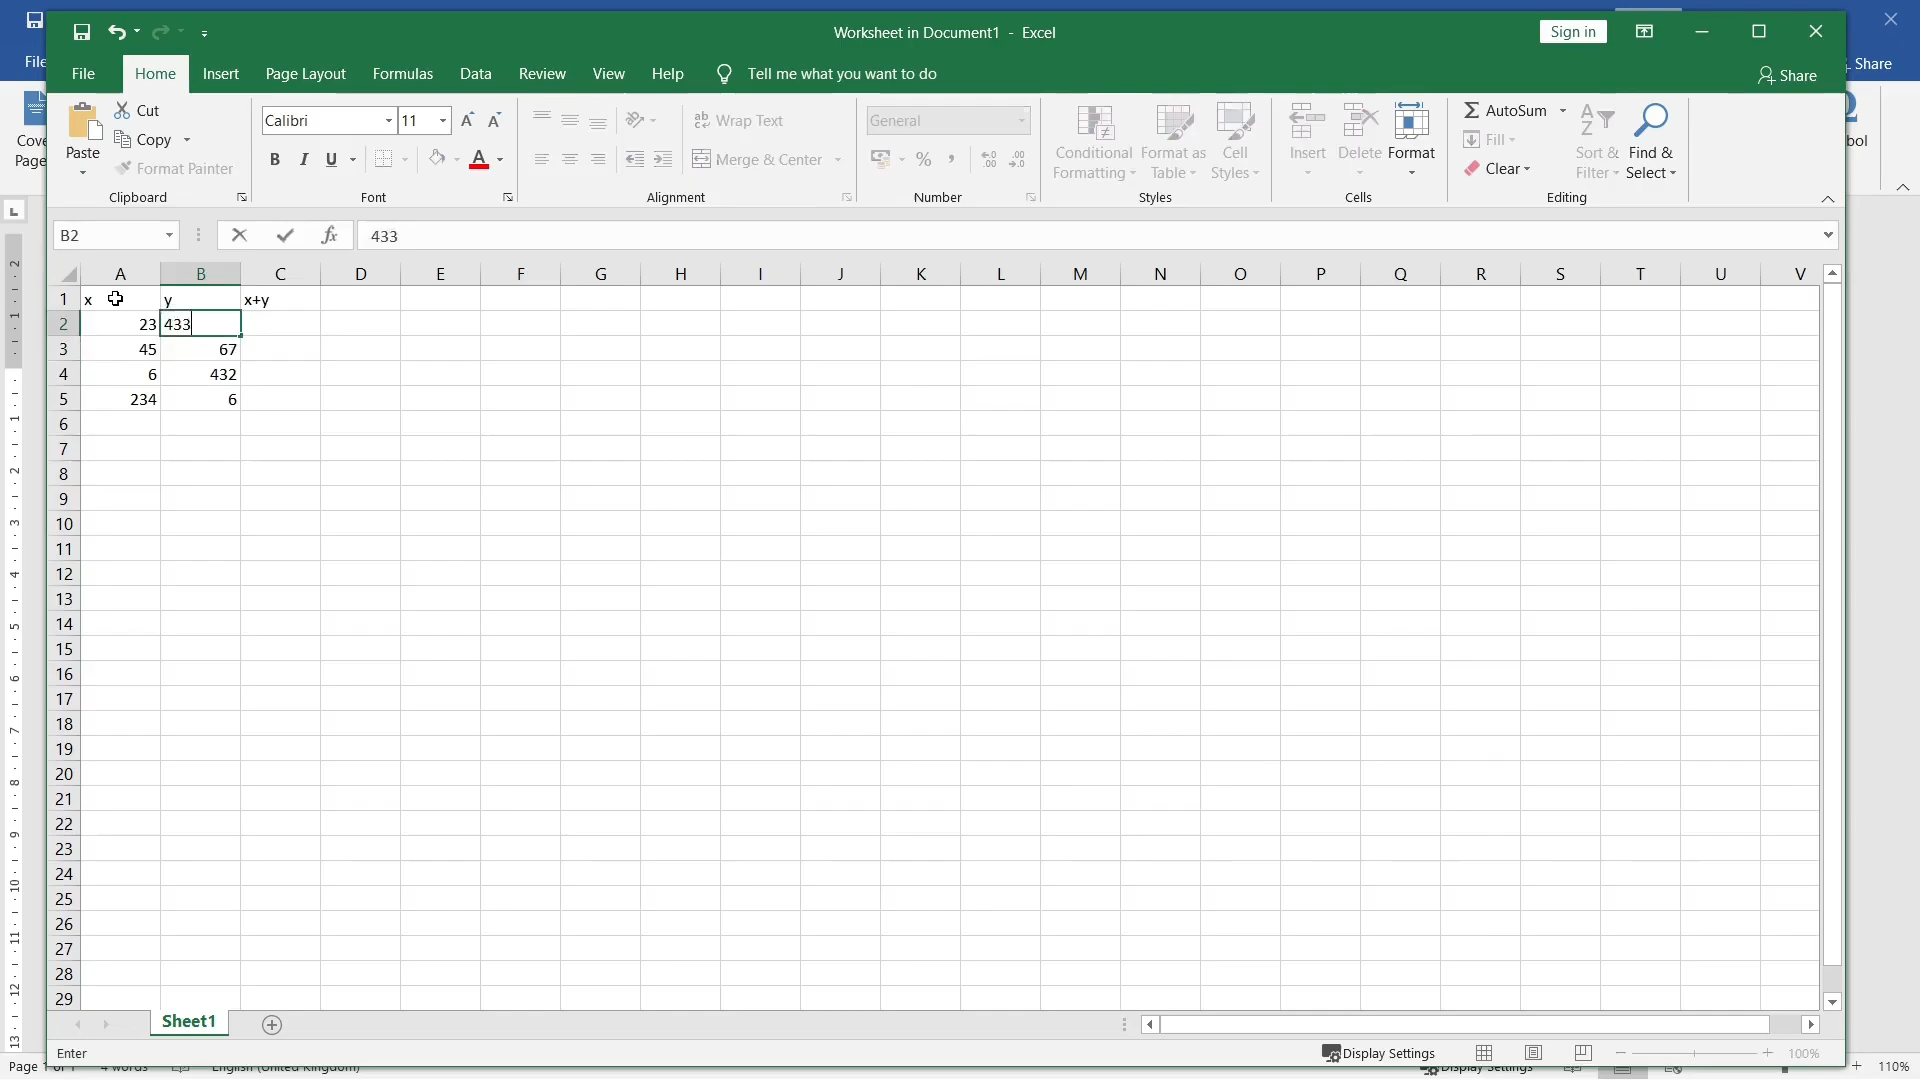 Worksheet in Document1 - Excel
Sign in
File
Home
Insert
Page Layout
Formulas
Data
Review
View
Help
Tell me what you want to do
Share
Share
Paste
Cut
Copy
Format Painter
Clipboard
Calibri
11
B I U
A
Font
Wrap Text
Merge & Center
Alignment
General
%
Number
Conditional Formatting
Format as Table
Cell Styles
Styles
Insert
Delete
Format
Cells
AutoSum
Fill
Clear
Sort & Filter
Find & Select
Editing
B2
fx
433
A B C D E F G H I J K L M N O P Q R S T U V
1 x y x+y
2 23 433
3 45 67
4 6 432
5 234 6
6
7
8
9
10
11
12
13
14
15
16
17
18
19
20
21
22
23
24
25
26
27
28
29
Sheet1
Enter
Display Settings
100%
110%